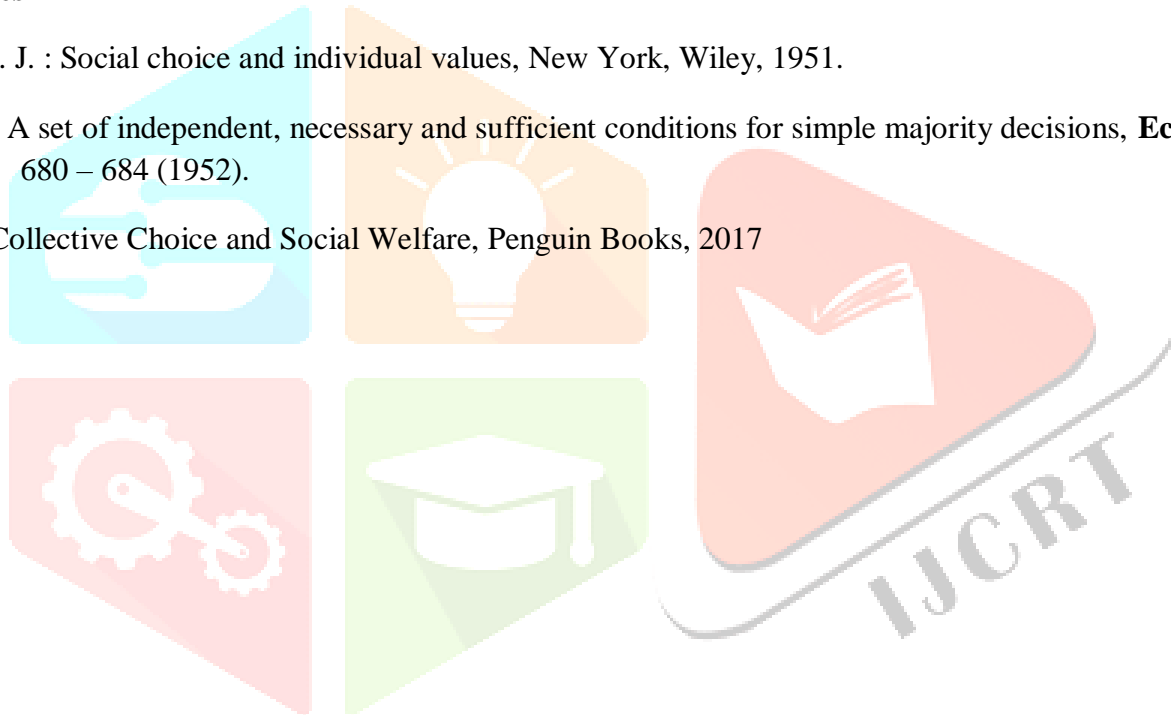 . J. : Social choice and individual values, New York, Wiley, 1951.
A set of independent, necessary and sufficient conditions for simple majority decisions, Ec
680 – 684 (1952).
Collective Choice and Social Welfare, Penguin Books, 2017
IJCRT